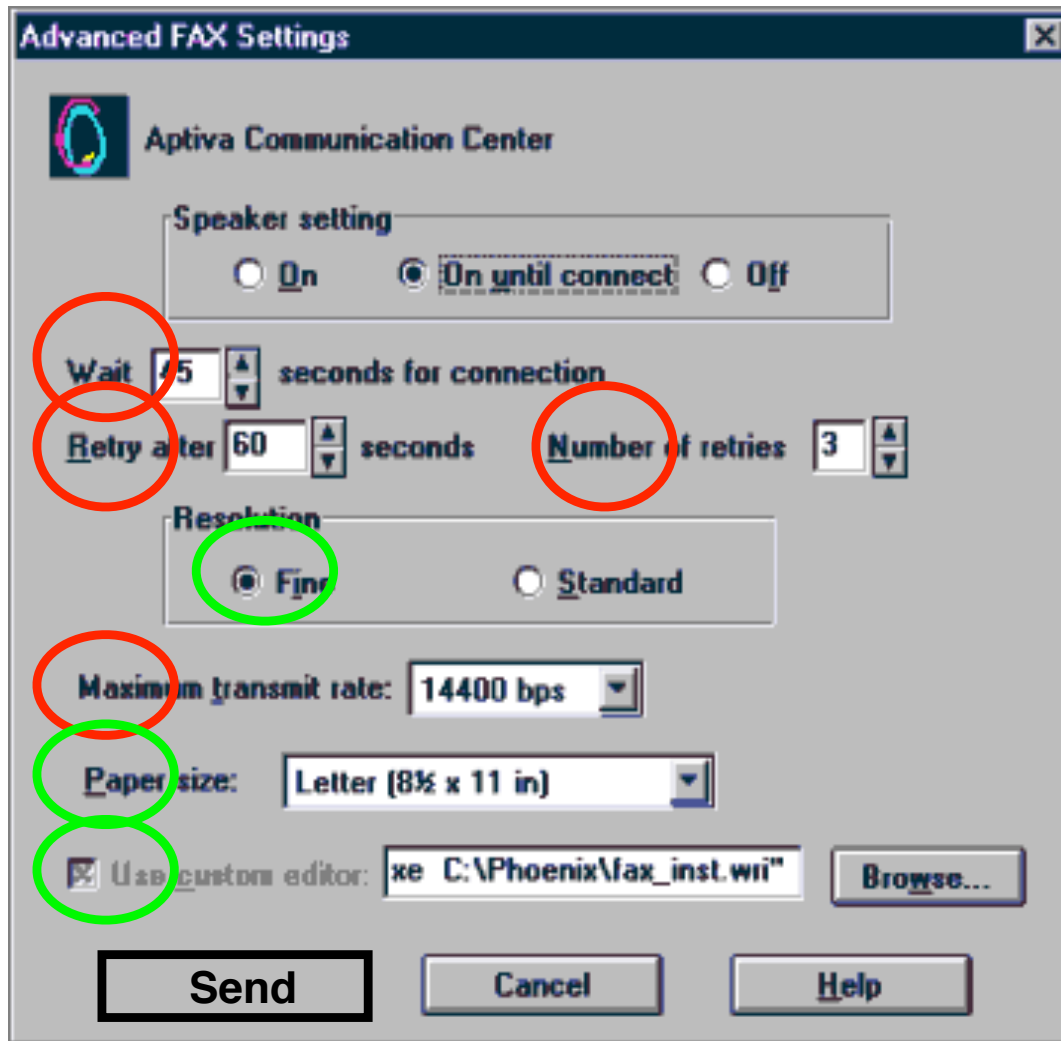 Advanced FAX Settings
Aptiva Communication Center
Speaker setting
On On until connect Off
Wait 45 seconds for connection
Retry after 60 seconds Number of retries 3
Resolution
Fine Standard
Maximum transmit rate: 14400 bps
Paper size: Letter (8½ x 11 in)
Use custom editor: xe C:\Phoenix\fax_inst.wri" Browse...
Send Cancel Help